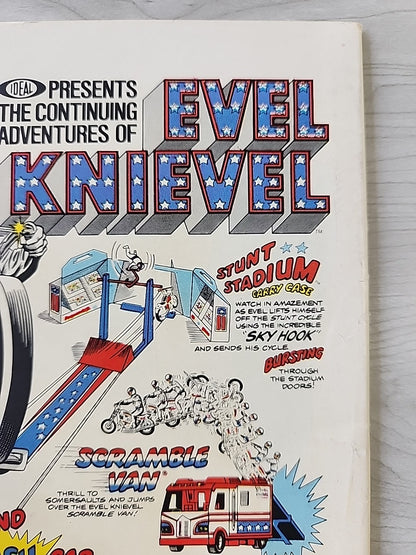 IDEAL PRESENTS
THE CONTINUING
ADVENTURES OF
EVEL
KNIEVEL
TM
STUNT
STADIUM
CARRY CASE
WATCH IN AMAZEMENT
AS EVEL LIFTS HIMSELF
OFF THE STUNT CYCLE
USING THE INCREDIBLE
"SKY HOOK"
AND SENDS HIS CYCLE
BURSTING
THROUGH
THE STADIUM
DOORS!
SCRAMBLE
VAN®
THRILL TO
SOMERSAULTS AND JUMPS
OVER THE EVEL KNIEVEL
SCRAMBLE VAN!